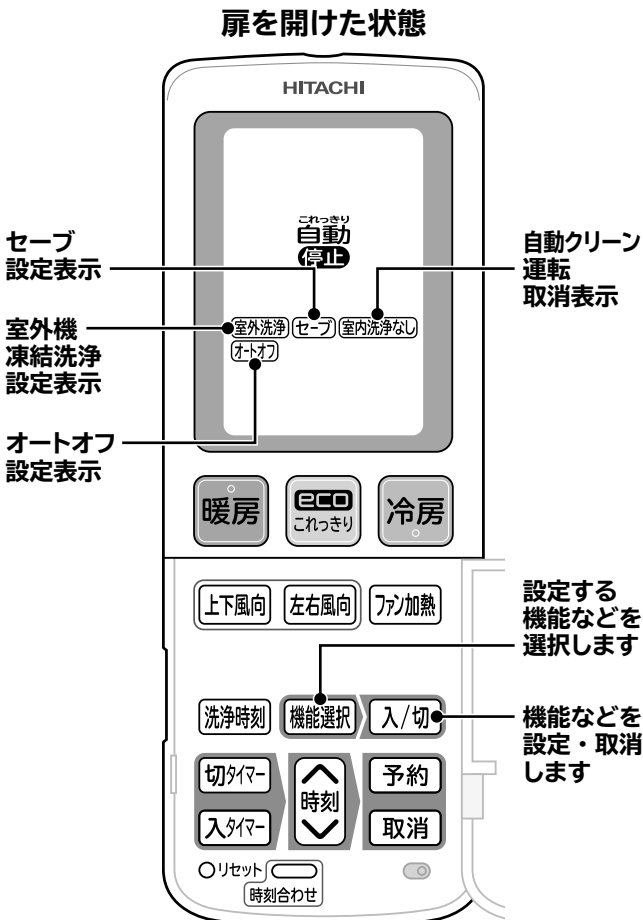 扉を開けた状態
HITACHI
これっきり
自動
停止
セーブ
設定表示
自動クリーン
運転
取消表示
室外洗浄 セーブ 室内洗浄なし
オートオフ
室外機
凍結洗浄
設定表示
オートオフ
設定表示
暖房 eco これっきり 冷房
上下風向 左右風向 ファン加熱
設定する
機能などを
選択します
洗浄時刻 機能選択 入/切
機能などを
設定・取消
します
切タイマー 時刻 予約
入タイマー 取消
リセット
時刻合わせ